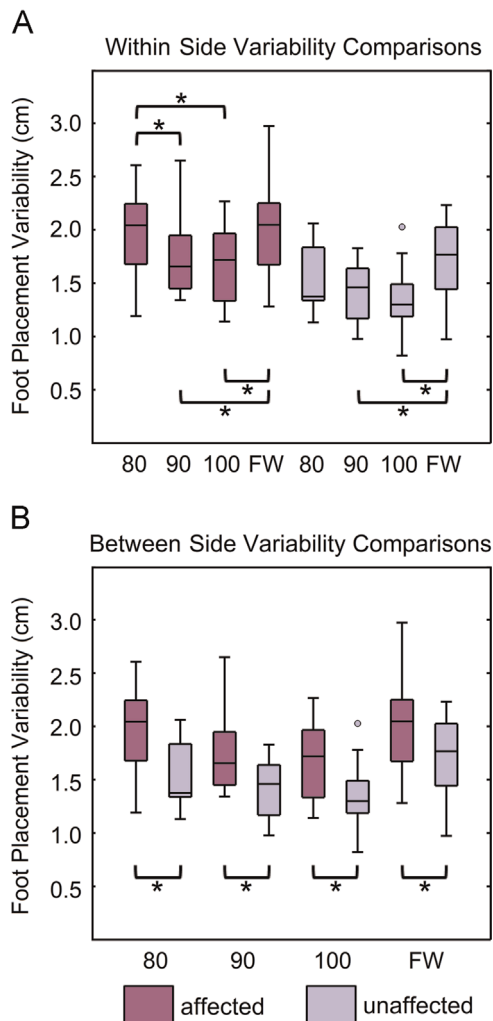 A
Within Side Variability Comparisons
Foot Placement Variability (cm)
3.0
2.5
2.0
1.5
1.0
0.5
* *
* *
* *
80 90 100 FW 80 90 100 FW
B
Between Side Variability Comparisons
Foot Placement Variability (cm)
3.0
2.5
2.0
1.5
1.0
0.5
* * * *
80 90 100 FW
affected unaffected